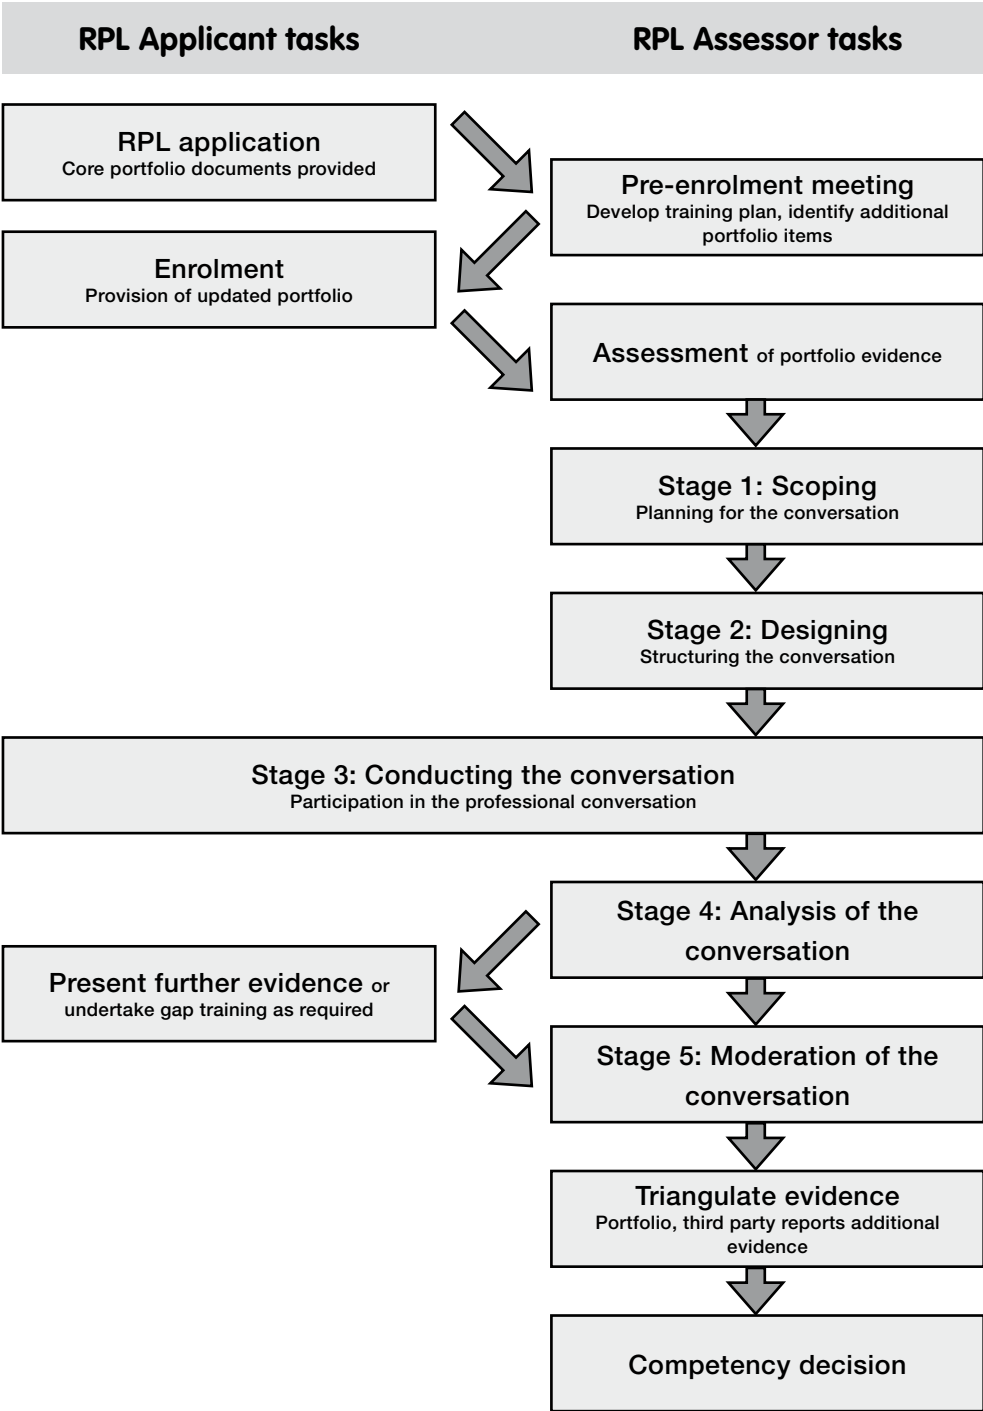 RPL Applicant tasks
RPL Assessor tasks
RPL application
Core portfolio documents provided
Pre-enrolment meeting
Develop training plan, identify additional
portfolio items
Enrolment
Provision of updated portfolio
Assessment of portfolio evidence
Stage 1: Scoping
Planning for the conversation
Stage 2: Designing
Structuring the conversation
Stage 3: Conducting the conversation
Participation in the professional conversation
Stage 4: Analysis of the
conversation
Present further evidence or
undertake gap training as required
Stage 5: Moderation of the
conversation
Triangulate evidence
Portfolio, third party reports additional
evidence
Competency decision